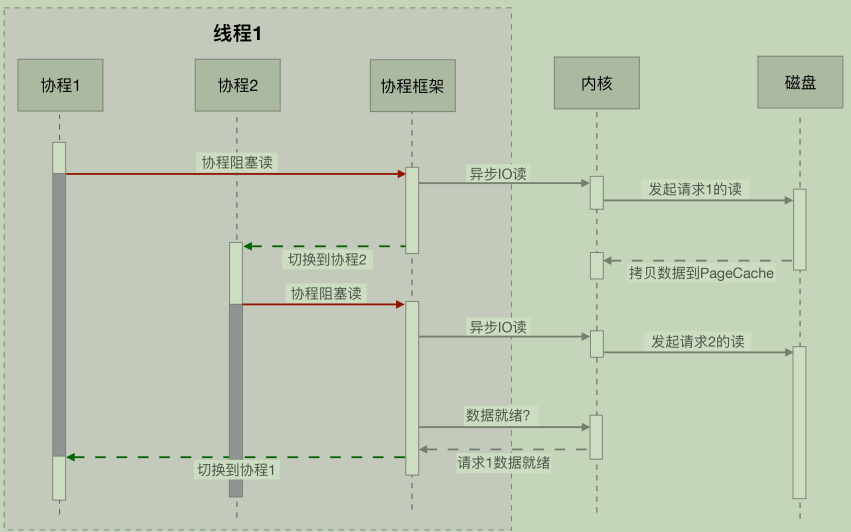 线程1
协程1
协程2
协程框架
内核
磁盘
协程阻塞读
异步IO读
发起请求1的读
切换到协程2
拷贝数据到PageCache
协程阻塞读
异步IO读
发起请求2的读
数据就绪?
请求1数据就绪
切换到协程1